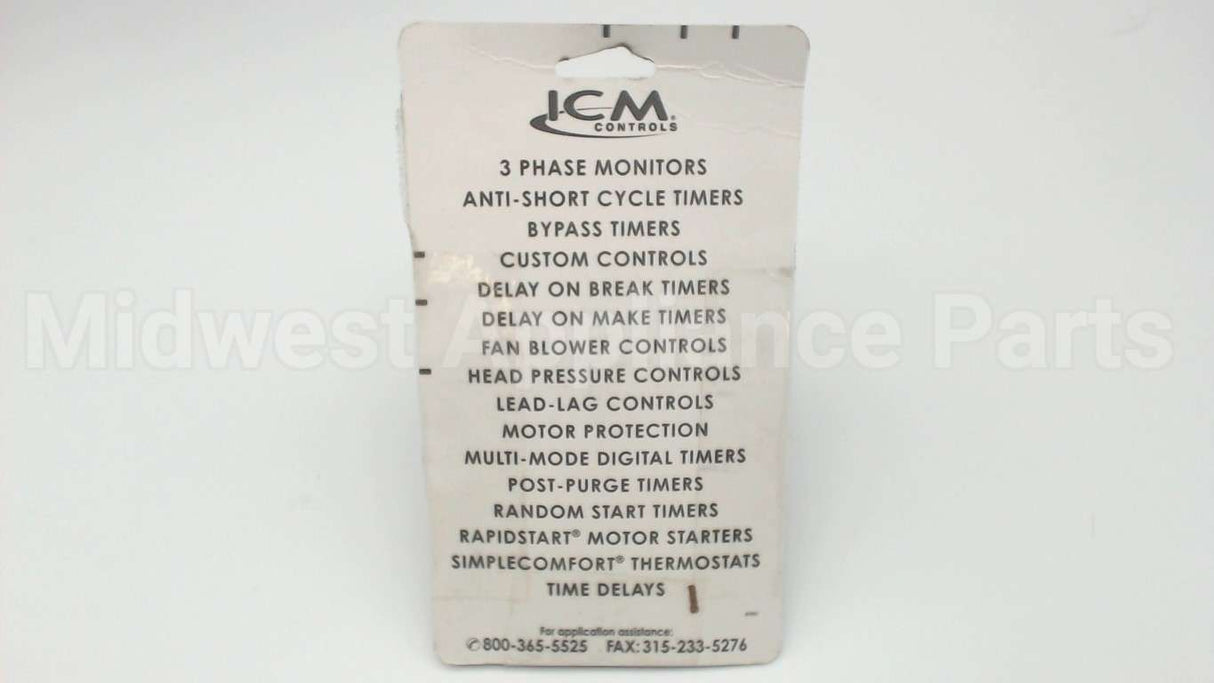 ICM®
CONTROLS
3 PHASE MONITORS
ANTI-SHORT CYCLE TIMERS
BYPASS TIMERS
CUSTOM CONTROLS
DELAY ON BREAK TIMERS
DELAY ON MAKE TIMERS
FAN BLOWER CONTROLS
HEAD PRESSURE CONTROLS
LEAD-LAG CONTROLS
MOTOR PROTECTION
MULTI-MODE DIGITAL TIMERS
POST-PURGE TIMERS
RANDOM START TIMERS
RAPIDSTART® MOTOR STARTERS
SIMPLECOMFORT® THERMOSTATS
TIME DELAYS
For application assistance:
✆800-365-5525 FAX:315-233-5276
Midwest Appliance Parts